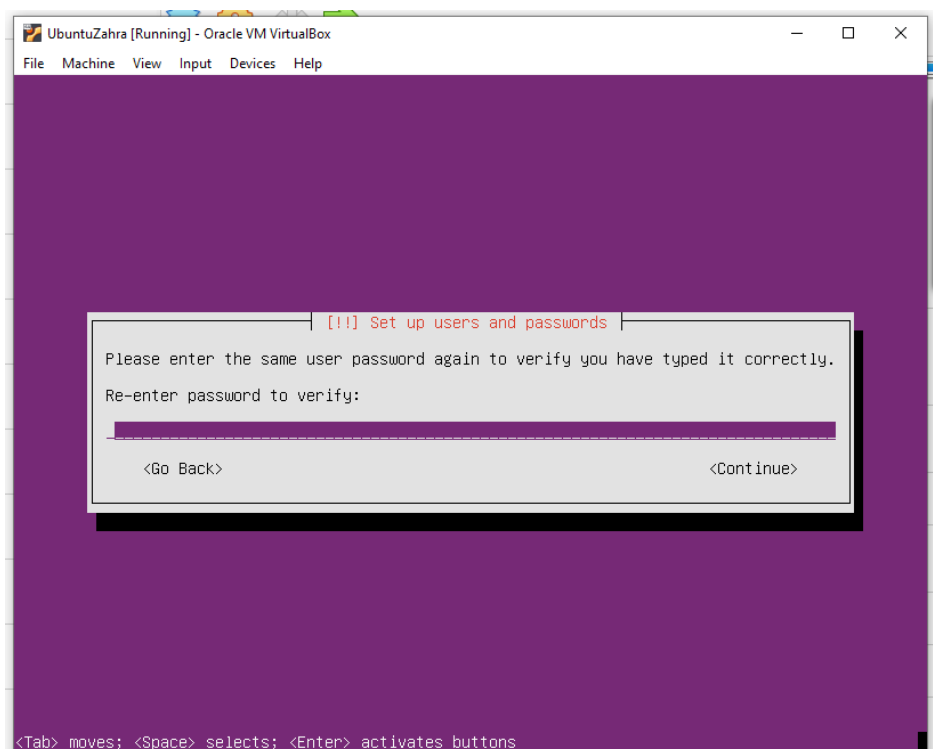 UbuntuZahra [Running] - Oracle VM VirtualBox
File Machine View Input Devices Help
[!!] Set up users and passwords
Please enter the same user password again to verify you have typed it correctly.
Re-enter password to verify:
<Go Back> <Continue>
<Tab> moves; <Space> selects; <Enter> activates buttons